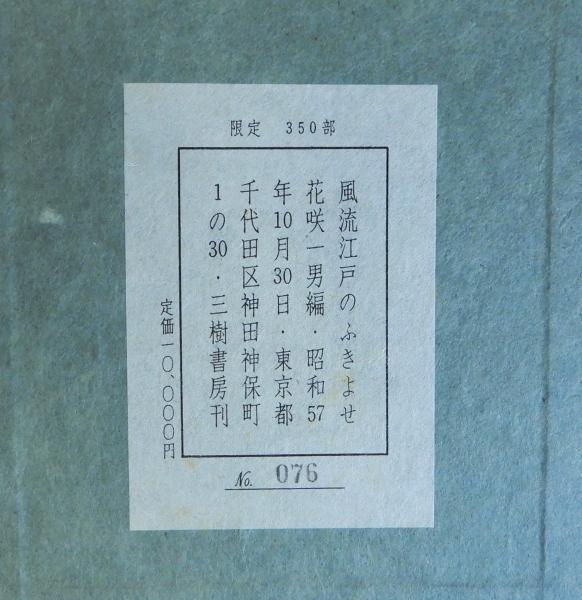 限定　350部
風流江戸のふきよせ
花咲一男編・昭和57
年10月30日・東京都
千代田区神田神保町
1の30・三樹書房刊
定価一〇、〇〇〇円
No. 076